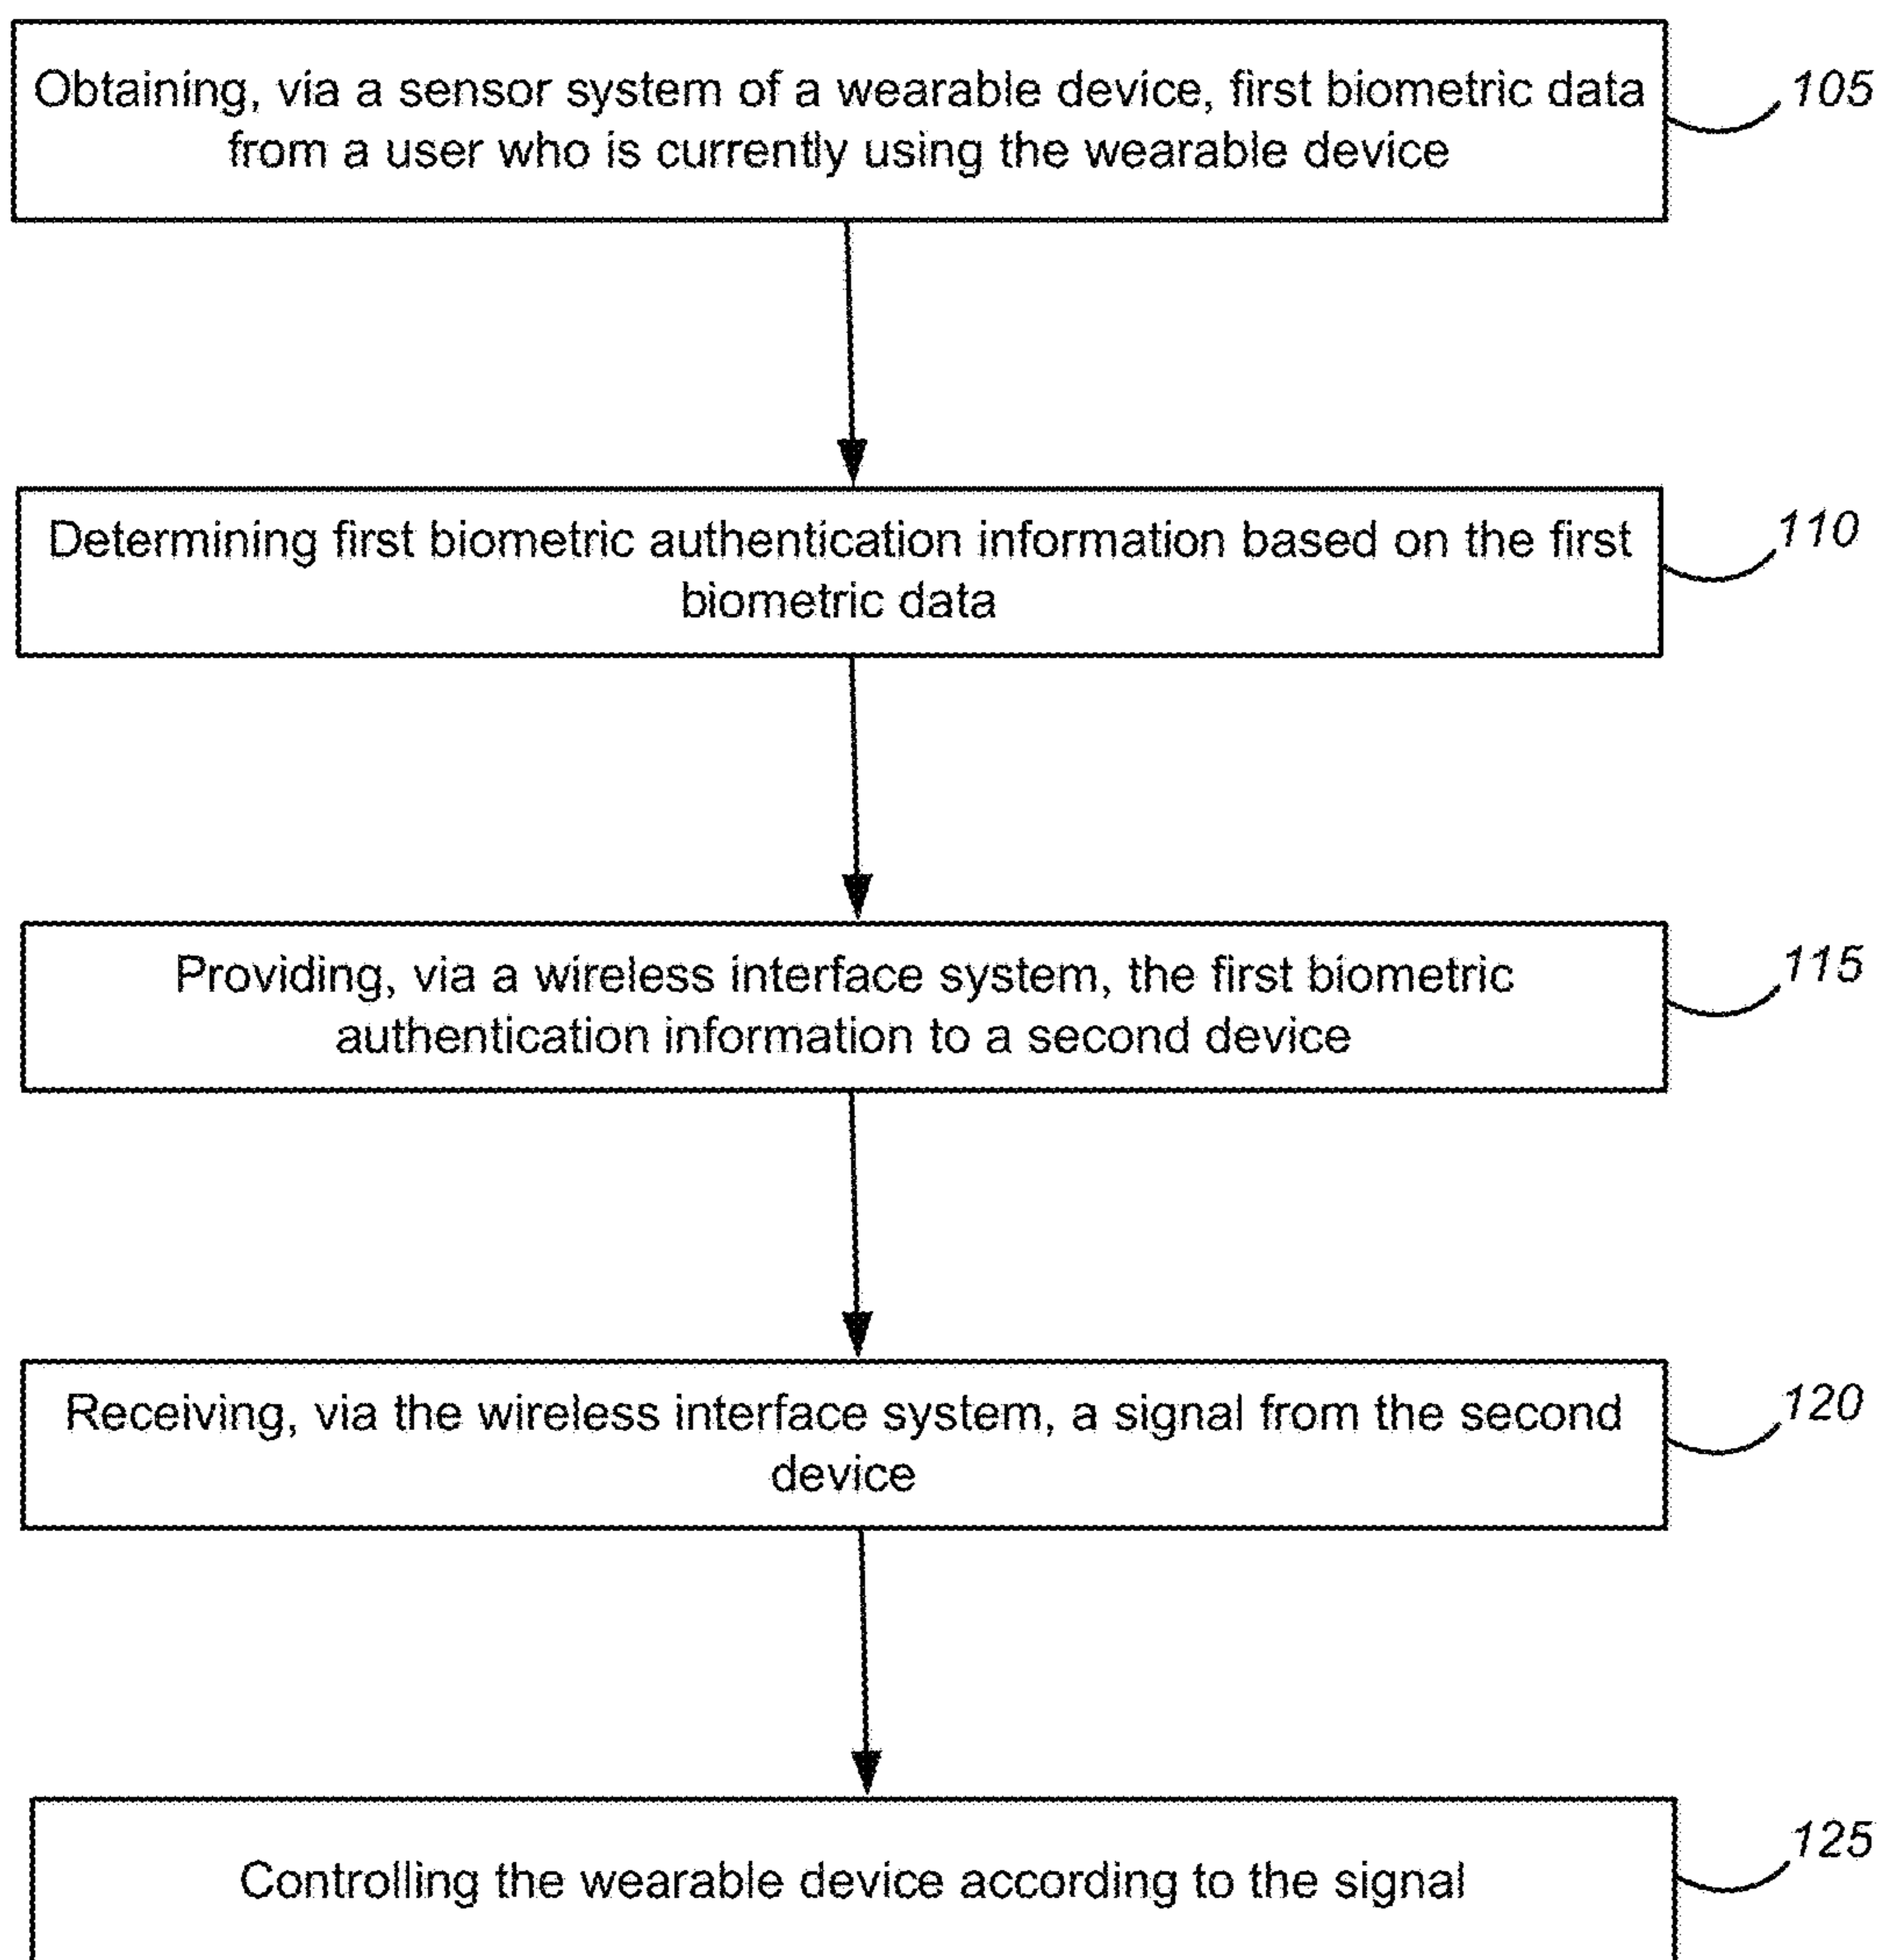 Obtaining, via a sensor system of a wearable device, first biometric data
from a user who is currently using the wearable device
105
Determining first biometric authentication information based on the first
biometric data
110
Providing, via a wireless interface system, the first biometric
authentication information to a second device
115
Receiving, via the wireless interface system, a signal from the second
device
120
Controlling the wearable device according to the signal
125